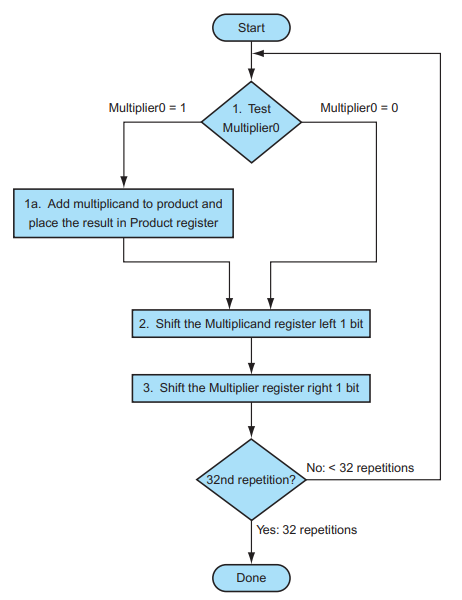 Start
Multiplier0 = 1
1. Test
Multiplier0
Multiplier0 = 0
1a. Add multiplicand to product and
place the result in Product register
2. Shift the Multiplicand register left 1 bit
3. Shift the Multiplier register right 1 bit
32nd repetition?
No: < 32 repetitions
Yes: 32 repetitions
Done